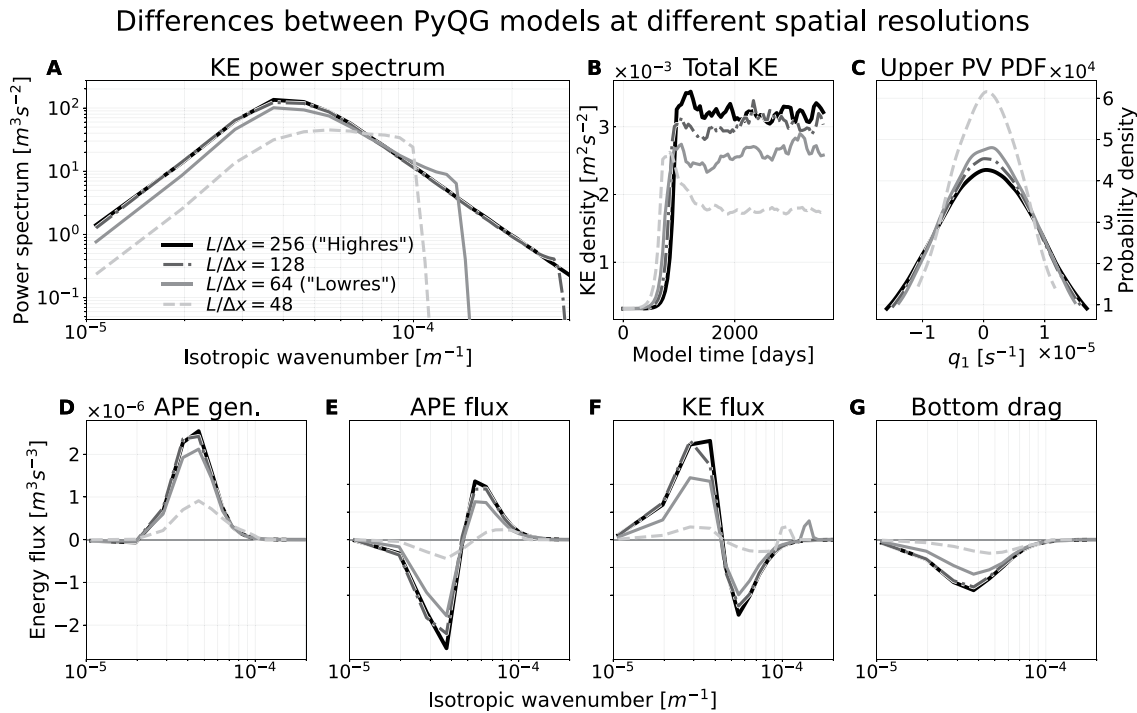 Differences between PyQG models at different spatial resolutions
A KE power spectrum
Power spectrum [m³s⁻²]
10²
10¹
10⁰
10⁻¹
L/Δx = 256 ("Highres")
L/Δx = 128
L/Δx = 64 ("Lowres")
L/Δx = 48
10⁻⁵ 10⁻⁴
Isotropic wavenumber [m⁻¹]
B ×10⁻³ Total KE
KE density [m²s⁻²]
3
2
1
0 2000
Model time [days]
C Upper PV PDF ×10⁴
6
5
4
3
2
1
Probability density
−1 0 1
q₁ [s⁻¹] ×10⁻⁵
D ×10⁻⁶ APE gen.
Energy flux [m³s⁻³]
2
1
0
−1
−2
10⁻⁵ 10⁻⁴
E APE flux
10⁻⁵ 10⁻⁴
F KE flux
10⁻⁵ 10⁻⁴
G Bottom drag
10⁻⁵ 10⁻⁴
Isotropic wavenumber [m⁻¹]